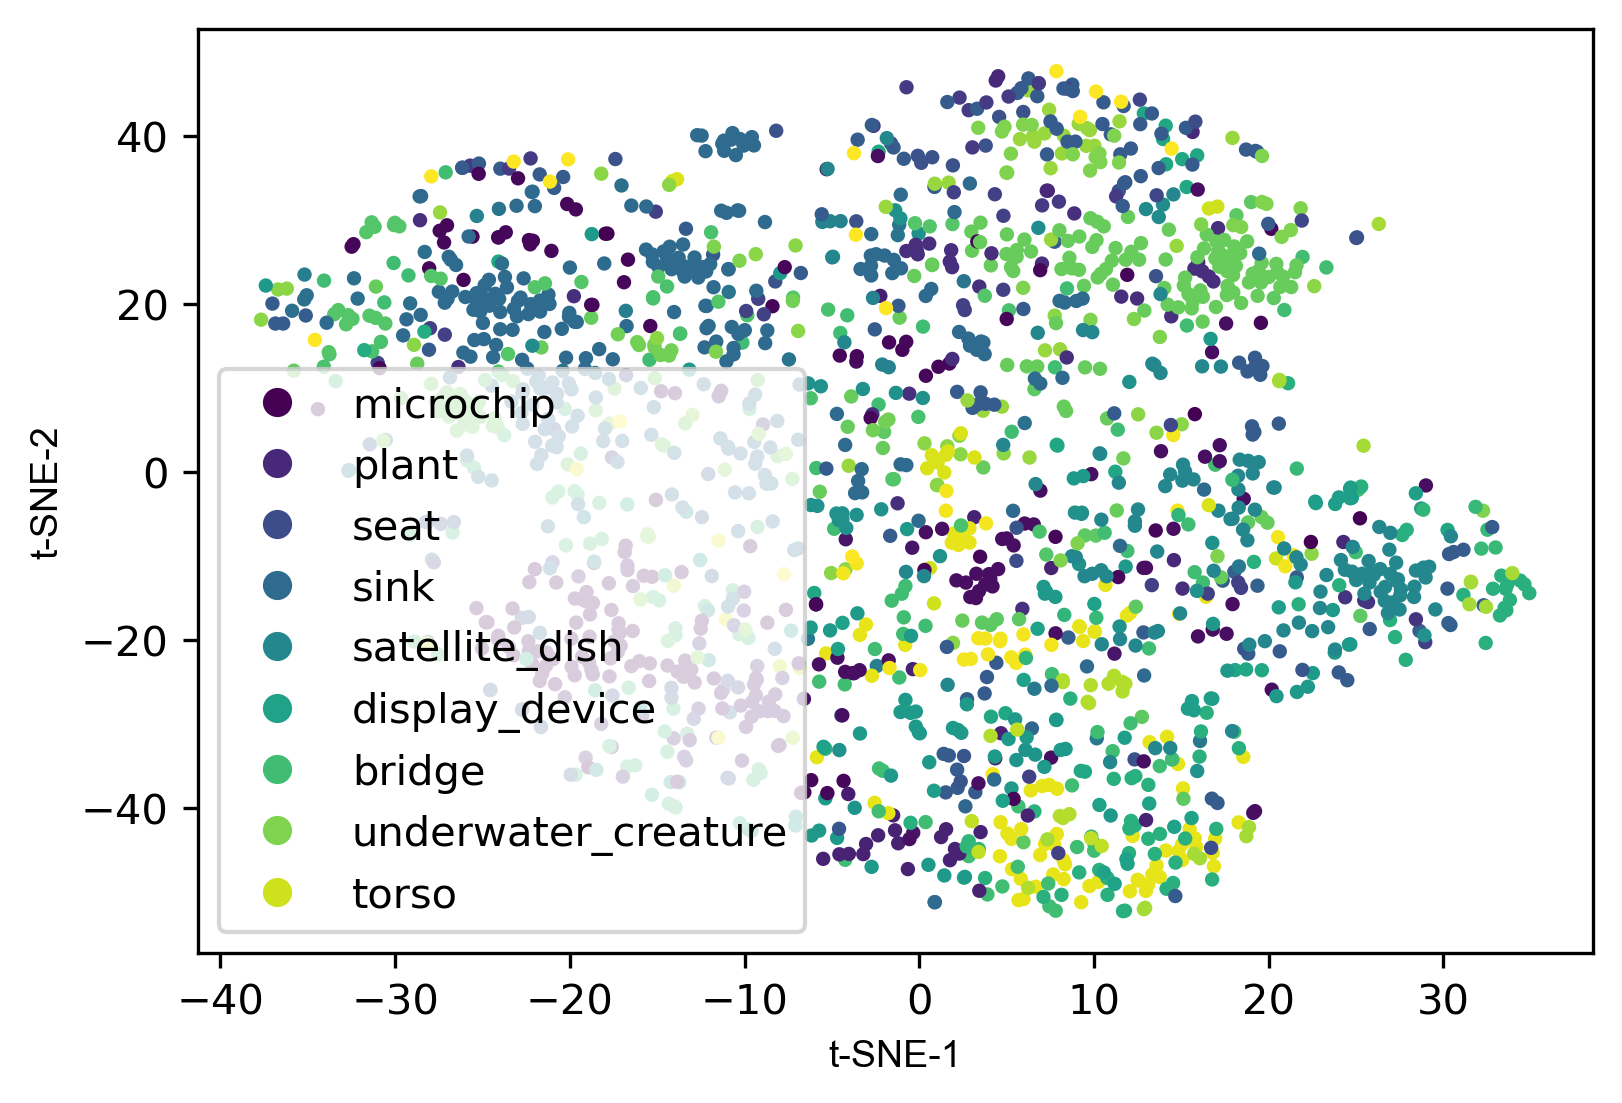 40
20
0
−20
−40
t-SNE-2
microchip
plant
seat
sink
satellite_dish
display_device
bridge
underwater_creature
torso
−40 −30 −20 −10 0 10 20 30
t-SNE-1